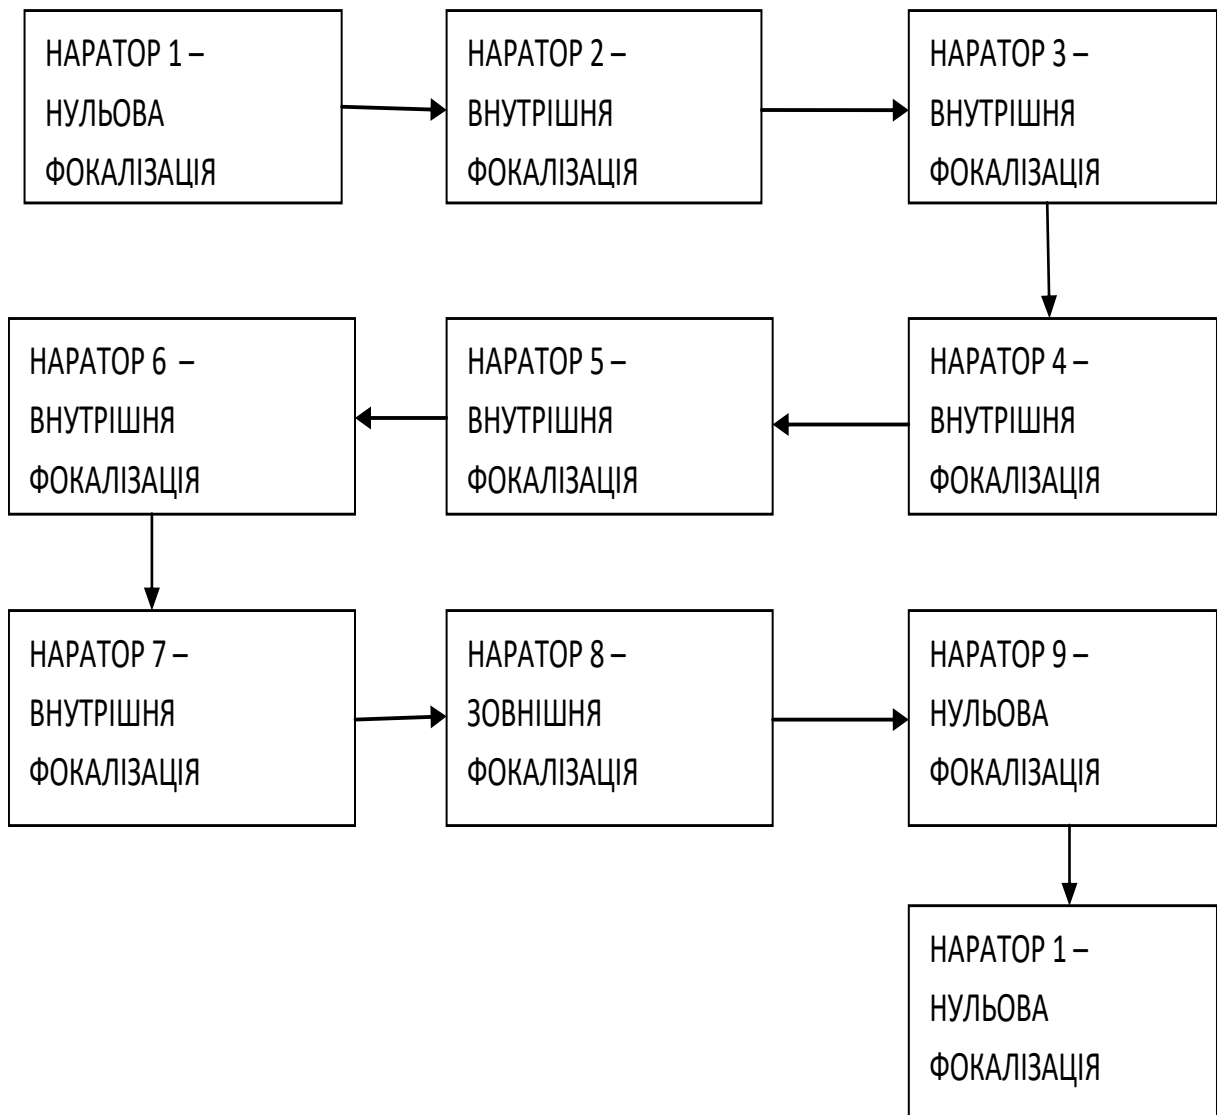 НАРАТОР 1 –
НУЛЬОВА
ФОКАЛІЗАЦІЯ
НАРАТОР 2 –
ВНУТРІШНЯ
ФОКАЛІЗАЦІЯ
НАРАТОР 3 –
ВНУТРІШНЯ
ФОКАЛІЗАЦІЯ
НАРАТОР 4 –
ВНУТРІШНЯ
ФОКАЛІЗАЦІЯ
НАРАТОР 5 –
ВНУТРІШНЯ
ФОКАЛІЗАЦІЯ
НАРАТОР 6 –
ВНУТРІШНЯ
ФОКАЛІЗАЦІЯ
НАРАТОР 7 –
ВНУТРІШНЯ
ФОКАЛІЗАЦІЯ
НАРАТОР 8 –
ЗОВНІШНЯ
ФОКАЛІЗАЦІЯ
НАРАТОР 9 –
НУЛЬОВА
ФОКАЛІЗАЦІЯ
НАРАТОР 1 –
НУЛЬОВА
ФОКАЛІЗАЦІЯ